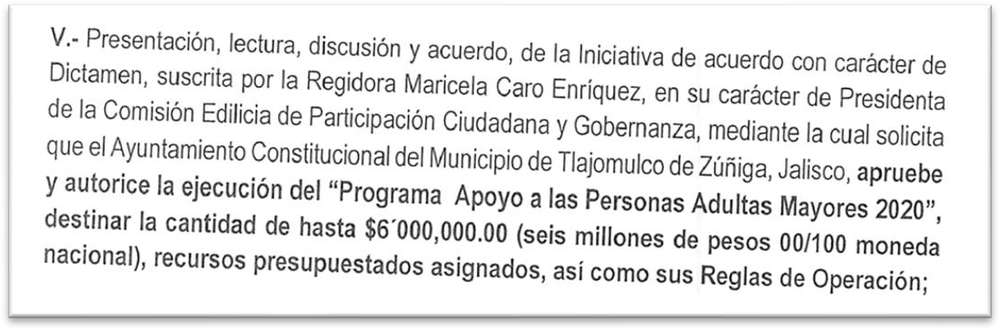 V.- Presentación, lectura, discusión y acuerdo, de la Iniciativa de acuerdo con carácter de
Dictamen, suscrita por la Regidora Maricela Caro Enríquez, en su carácter de Presidenta
de la Comisión Edilicia de Participación Ciudadana y Gobernanza, mediante la cual solicita
que el Ayuntamiento Constitucional del Municipio de Tlajomulco de Zúñiga, Jalisco, apruebe
y autorice la ejecución del “Programa Apoyo a las Personas Adultas Mayores 2020”,
destinar la cantidad de hasta $6´000,000.00 (seis millones de pesos 00/100 moneda
nacional), recursos presupuestados asignados, así como sus Reglas de Operación;